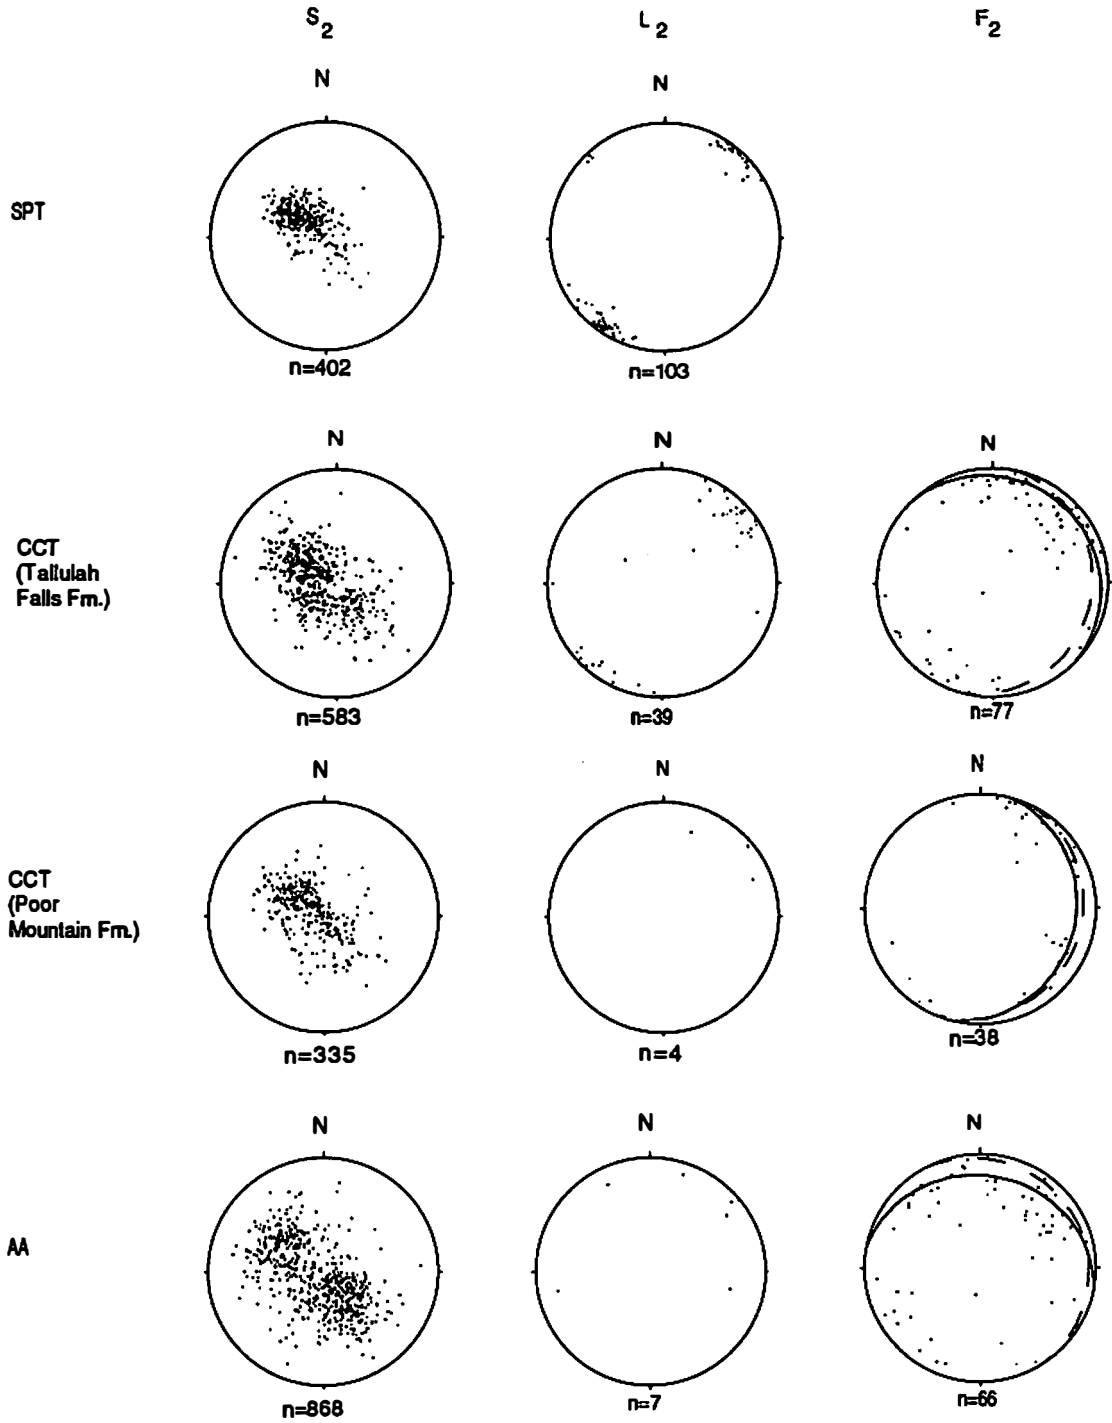 S2 L2 F2
N N
SPT
n=402 n=103
N N N
CCT
(Tallulah
Falls Fm.)
n=583 n=39 n=77
N N N
CCT
(Poor
Mountain Fm.)
n=335 n=4 n=38
N N N
AA
n=868 n=7 n=66